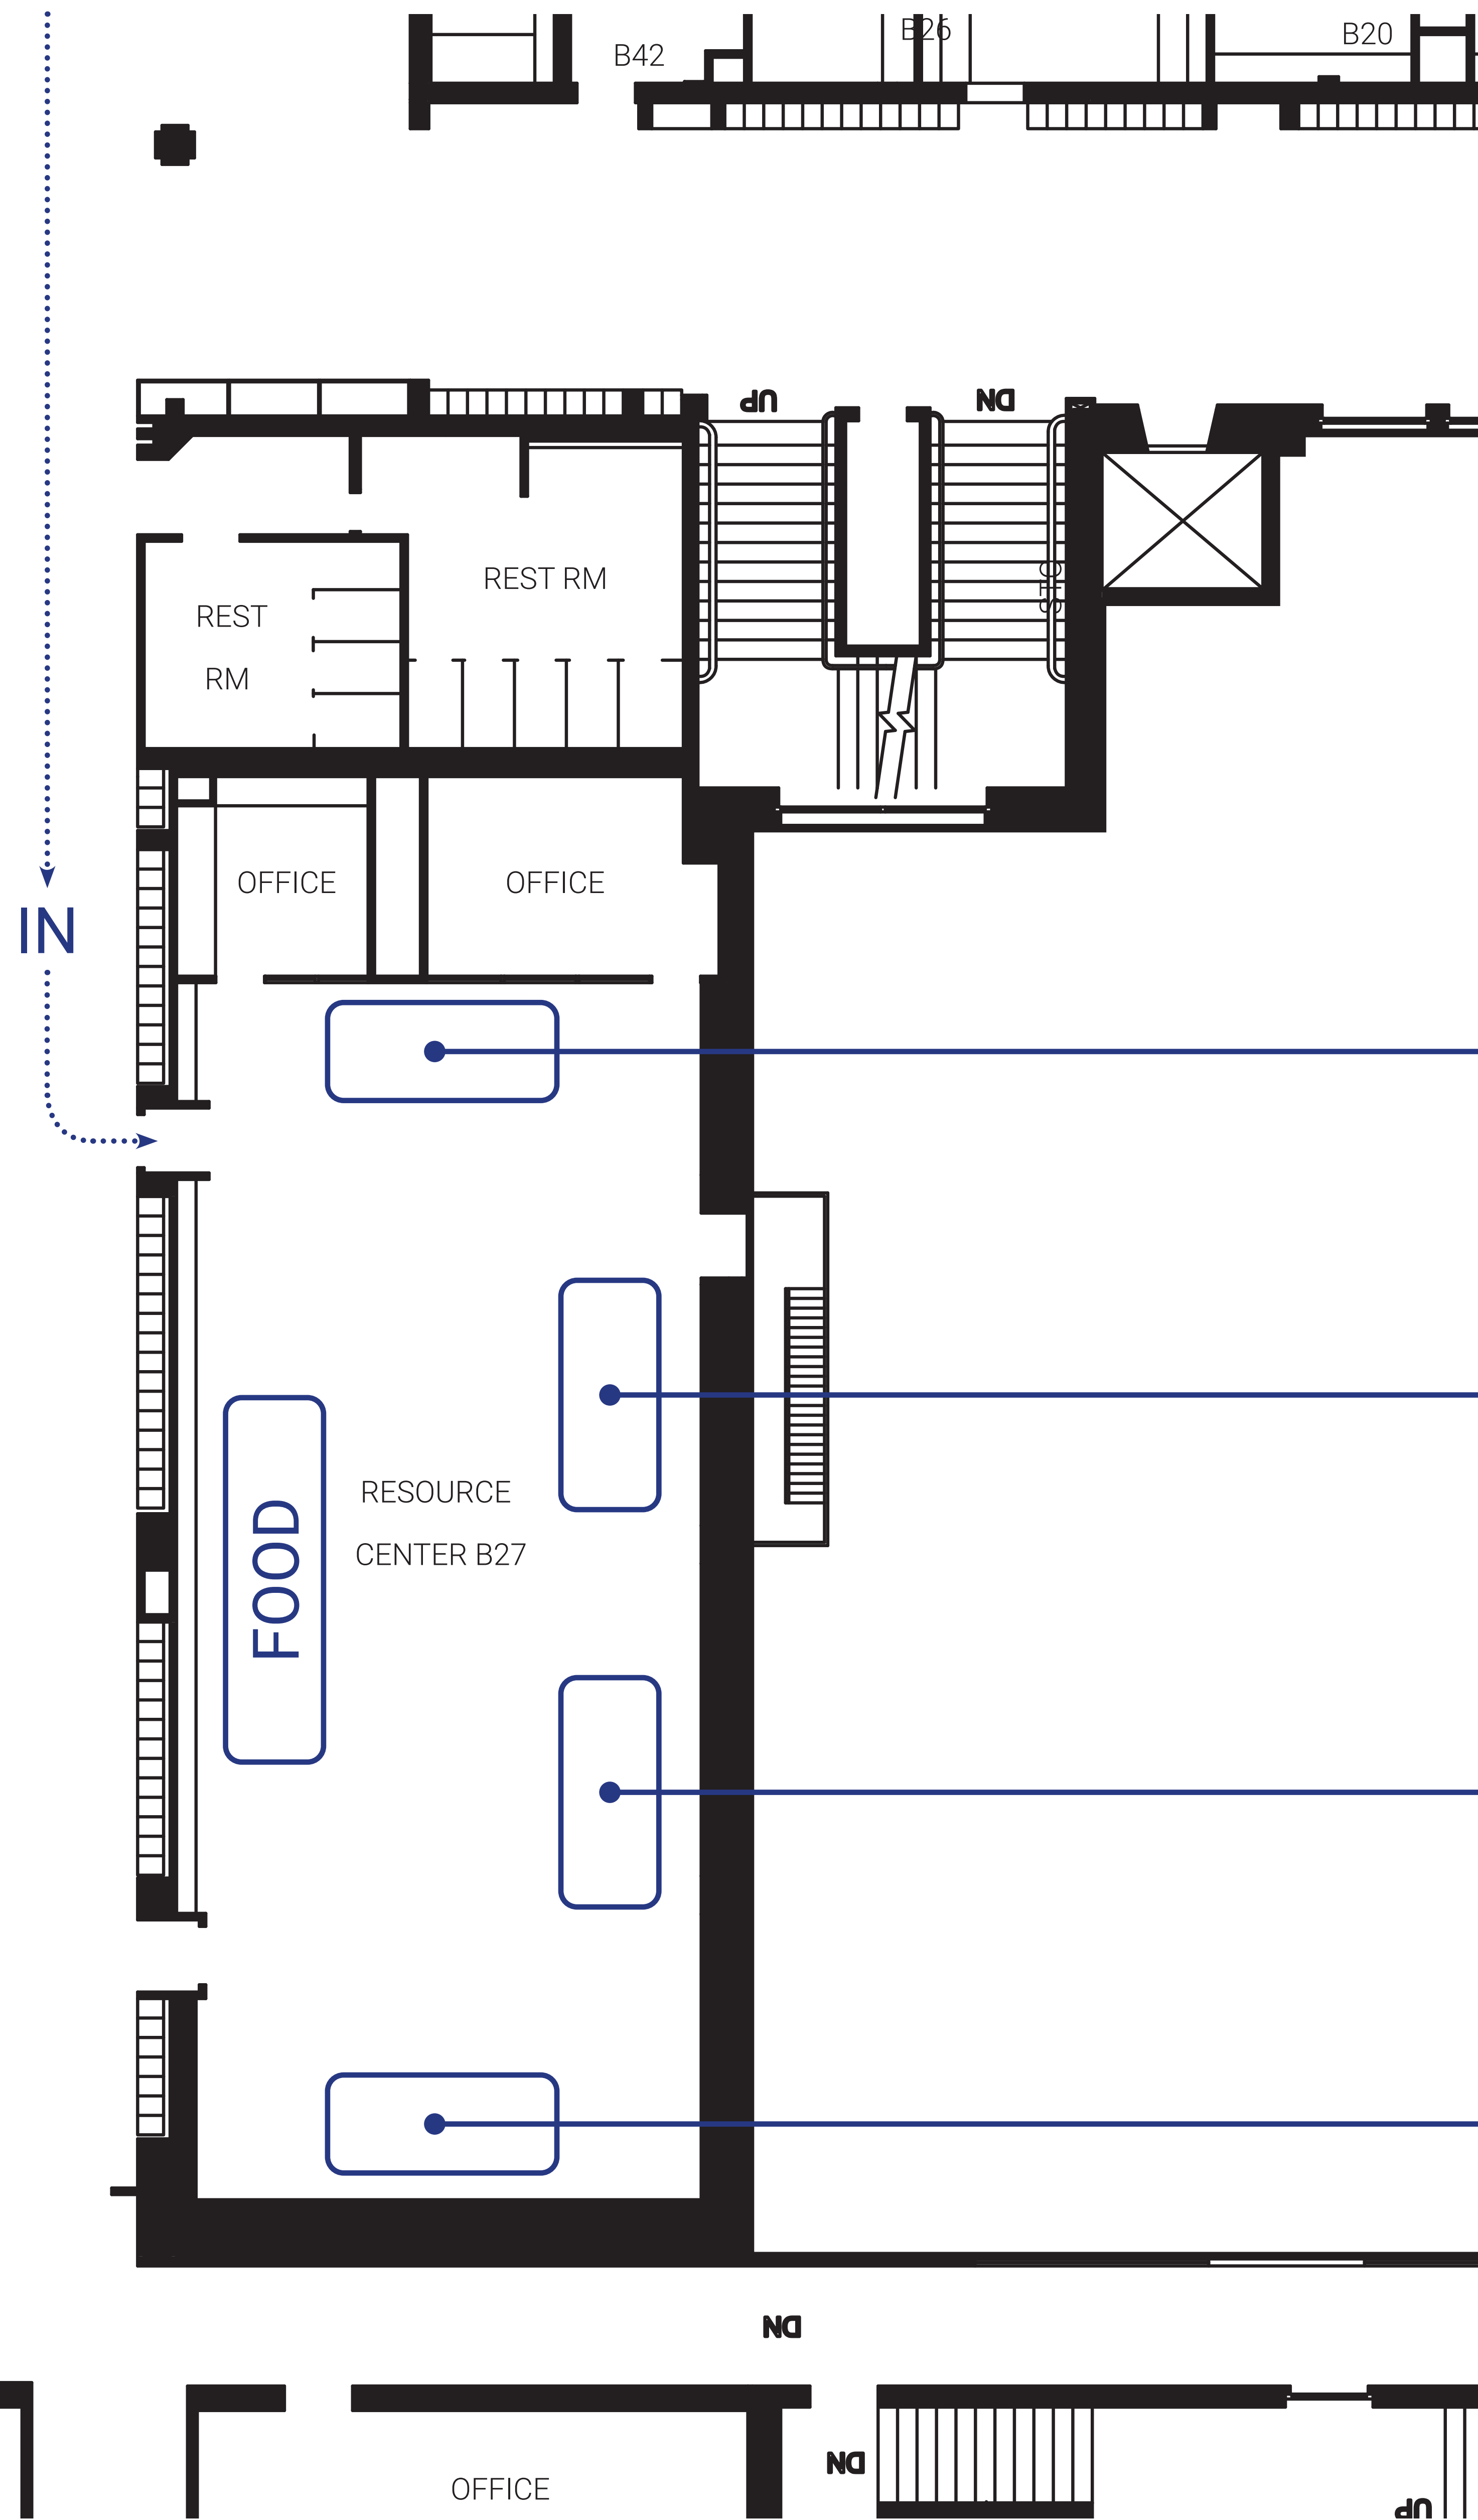 B42
B26
B20
UP
DN
REST RM
REST
RM
ST3
OFFICE
OFFICE
IN
RESOURCE
CENTER B27
FOOD
DN
DN
OFFICE
UP